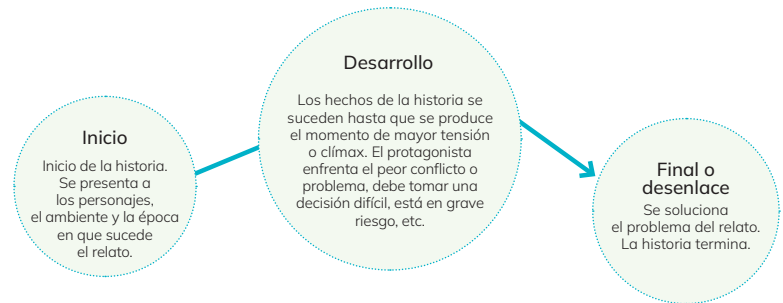 Inicio
Inicio de la historia.
Se presenta a
los personajes,
el ambiente y la época
en que sucede
el relato.
Desarrollo
Los hechos de la historia se
suceden hasta que se produce
el momento de mayor tensión
o clímax. El protagonista
enfrenta el peor conflicto o
problema, debe tomar una
decisión difícil, está en grave
riesgo, etc.
Final o
desenlace
Se soluciona
el problema del relato.
La historia termina.